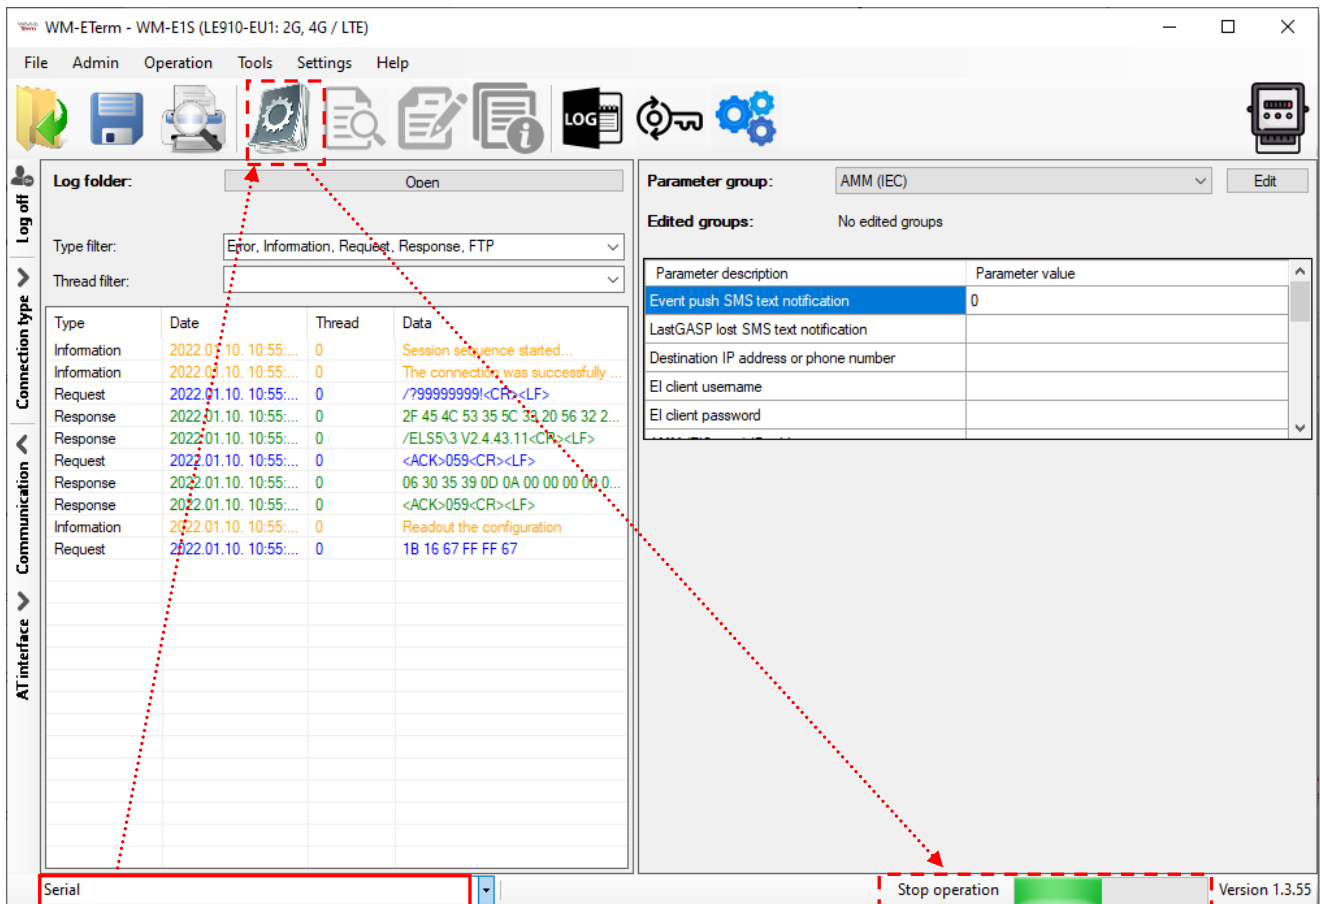 WM-ETerm - WM-E1S (LE910-EU1: 2G, 4G / LTE)
File Admin Operation Tools Settings Help
LOG
Log off
Connection type
Communication
AT interface
Log folder: Open
Type filter: Error, Information, Request, Response, FTP
Thread filter:
Type Date Thread Data
Information 2022.01.10. 10:55:... 0 Session sequence started...
Information 2022.01.10. 10:55:... 0 The connection was successfully ...
Request 2022.01.10. 10:55:... 0 /?99999999!<CR><LF>
Response 2022.01.10. 10:55:... 0 2F 45 4C 53 35 5C 33 20 56 32 2...
Response 2022.01.10. 10:55:... 0 /ELS5\3 V2.4.43.11<CR><LF>
Request 2022.01.10. 10:55:... 0 <ACK>059<CR><LF>
Response 2022.01.10. 10:55:... 0 06 30 35 39 0D 0A 00 00 00 00 0...
Response 2022.01.10. 10:55:... 0 <ACK>059<CR><LF>
Information 2022.01.10. 10:55:... 0 Readout the configuration
Request 2022.01.10. 10:55:... 0 1B 16 67 FF FF 67
Parameter group: AMM (IEC) Edit
Edited groups: No edited groups
Parameter description Parameter value
Event push SMS text notification 0
LastGASP lost SMS text notification
Destination IP address or phone number
EI client username
EI client password
Serial
Stop operation
Version 1.3.55